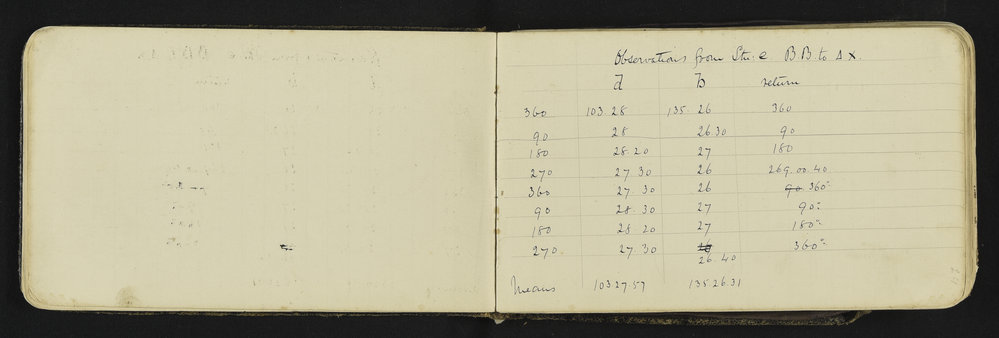 Observations from Stn. e. B B to Δ x.
d b return
360 103.28 135.26 360
90 28 26.30 90
180 28.20 27 180
270 27.30 26 269.00.40
360 27.30 26 90 360°
90 28.30 27 90°
180 28.20 27 180°
270. 27.30 360°
26.40
Means 103 27.57 135.26.31